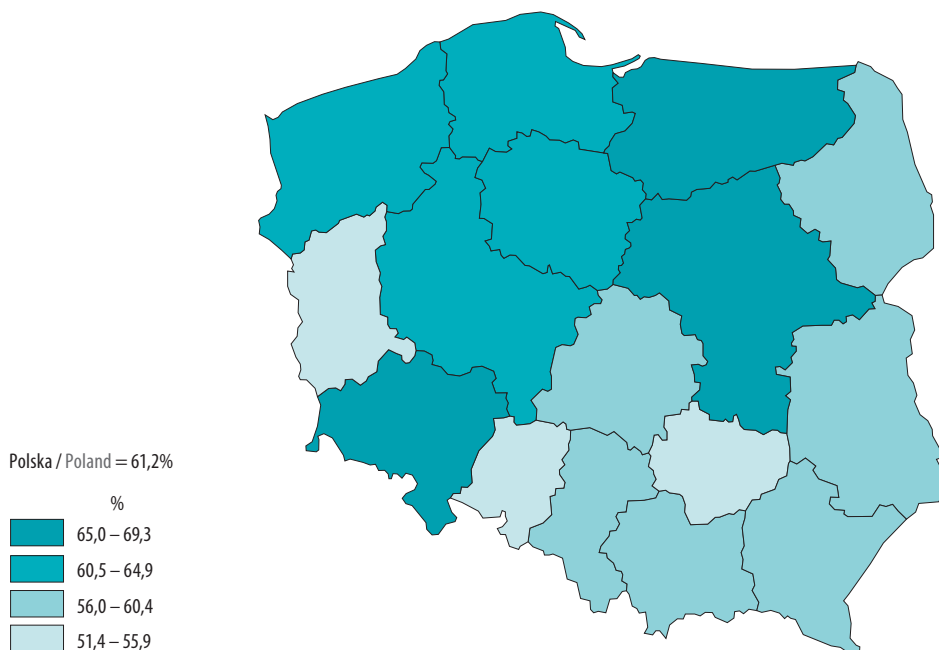 Polska / Poland = 61,2%
%
65,0 – 69,3
60,5 – 64,9
56,0 – 60,4
51,4 – 55,9